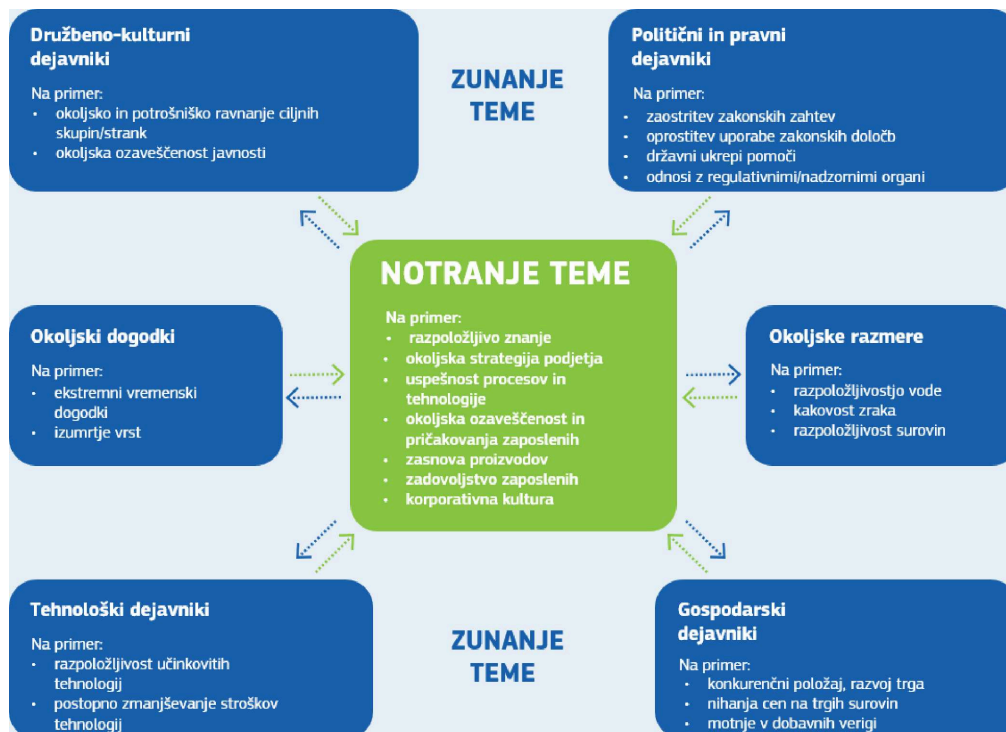 Družbeno-kulturni
dejavniki
Na primer:
• okoljsko in potrošniško ravnanje ciljnih
skupin/strank
• okoljska ozaveščenost javnosti
ZUNANJE
TEME
Politični in pravni
dejavniki
Na primer:
• zaostritev zakonskih zahtev
• oprostitev uporabe zakonskih določb
• državni ukrepi pomoči
• odnosi z regulativnimi/nadzornimi organi
NOTRANJE TEME
Na primer:
• razpoložljivo znanje
• okoljska strategija podjetja
• uspešnost procesov in
tehnologije
• okoljska ozaveščenost in
pričakovanja zaposlenih
• zasnova proizvodov
• zadovoljstvo zaposlenih
• korporativna kultura
Okoljski dogodki
Na primer:
• ekstremni vremenski
dogodki
• izumrtje vrst
Okoljske razmere
Na primer:
• razpoložljivostjo vode
• kakovost zraka
• razpoložljivost surovin
Tehnološki dejavniki
Na primer:
• razpoložljivost učinkovitih
tehnologij
• postopno zmanjševanje stroškov
tehnologij
ZUNANJE
TEME
Gospodarski
dejavniki
Na primer:
• konkurenčni položaj, razvoj trga
• nihanja cen na trgih surovin
• motnje v dobavnih verigi